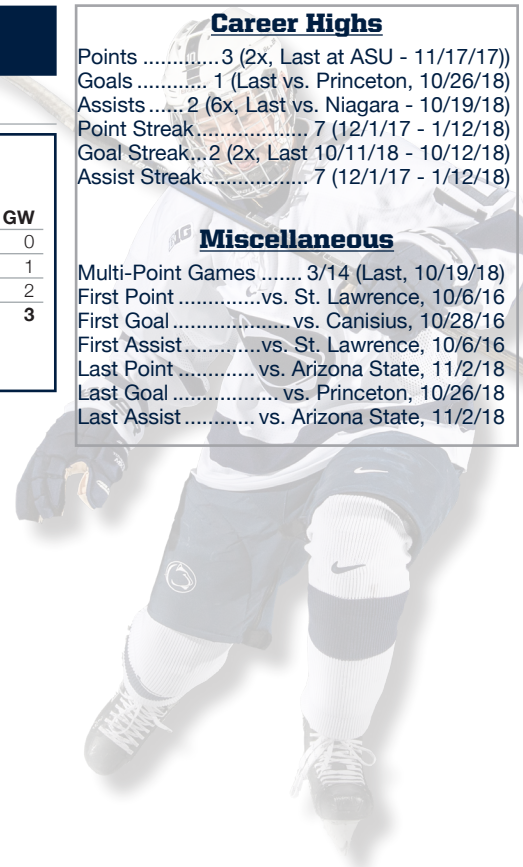 GW
0
1
2
3
Career Highs
Points .............3 (2x, Last at ASU - 11/17/17))
Goals ............ 1 (Last vs. Princeton, 10/26/18)
Assists ...... 2 (6x, Last vs. Niagara - 10/19/18)
Point Streak.................. 7 (12/1/17 - 1/12/18)
Goal Streak...2 (2x, Last 10/11/18 - 10/12/18)
Assist Streak................. 7 (12/1/17 - 1/12/18)
Miscellaneous
Multi-Point Games ....... 3/14 (Last, 10/19/18)
First Point .............vs. St. Lawrence, 10/6/16
First Goal ..................vs. Canisius, 10/28/16
First Assist.............vs. St. Lawrence, 10/6/16
Last Point ............ vs. Arizona State, 11/2/18
Last Goal ................. vs. Princeton, 10/26/18
Last Assist ............ vs. Arizona State, 11/2/18